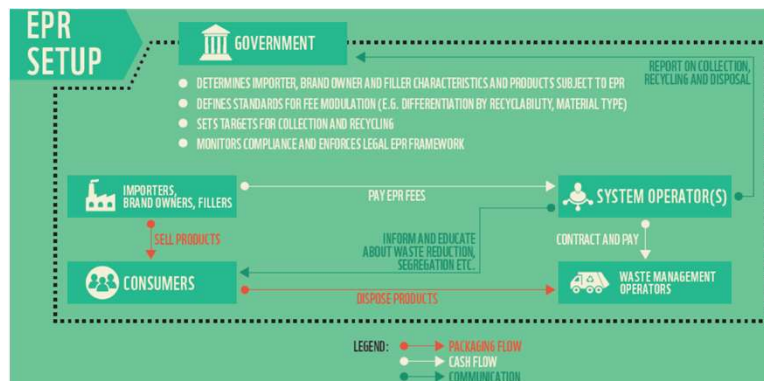 EPR
SETUP
GOVERNMENT
DETERMINES IMPORTER, BRAND OWNER AND FILLER CHARACTERISTICS AND PRODUCTS SUBJECT TO EPR
DEFINES STANDARDS FOR FEE MODULATION (E.G. DIFFERENTIATION BY RECYCLABILITY, MATERIAL TYPE)
SETS TARGETS FOR COLLECTION AND RECYCLING
MONITORS COMPLIANCE AND ENFORCES LEGAL EPR FRAMEWORK
REPORT ON COLLECTION,
RECYCLING AND DISPOSAL
IMPORTERS,
BRAND OWNERS, FILLERS
PAY EPR FEES
SYSTEM OPERATOR(S)
SELL PRODUCTS
INFORM AND EDUCATE
ABOUT WASTE REDUCTION,
SEGREGATION ETC.
CONTRACT AND PAY
CONSUMERS
DISPOSE PRODUCTS
WASTE MANAGEMENT
OPERATORS
LEGEND:
PACKAGING FLOW
CASH FLOW
COMMUNICATION